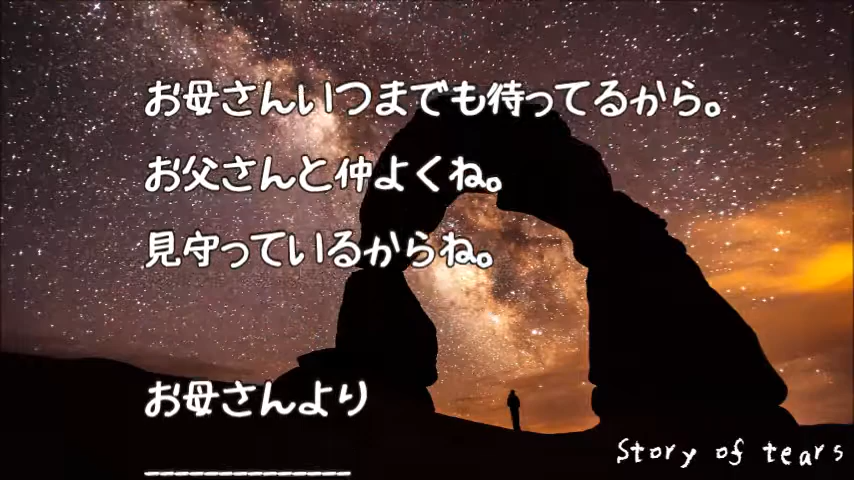 お母さんいつまでも待ってるから。
お父さんと仲よくね。
見守っているからね。
お母さんより
Story of tears